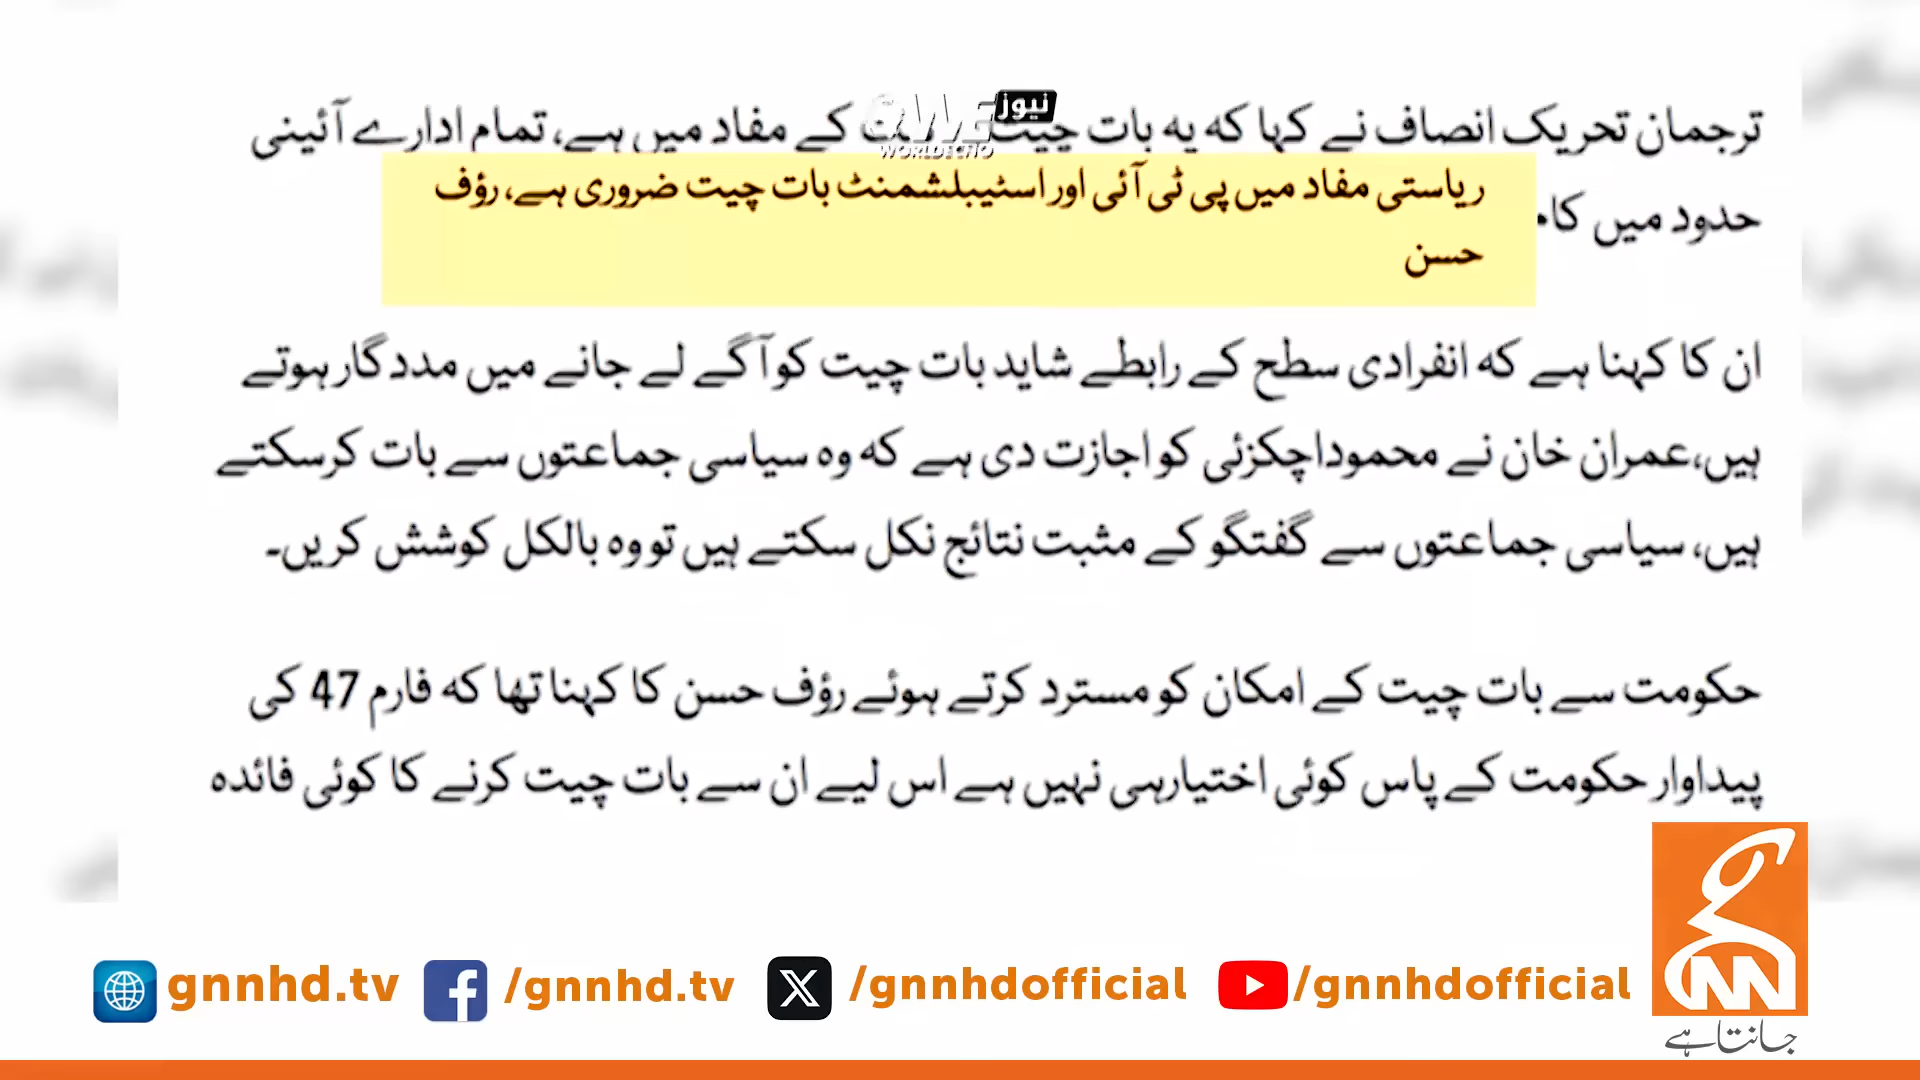 نیوز
WE
WORLD ECHO
ترجمان تحریک انصاف نے کہا کہ یہ بات چیت کے مفاد میں ہے، تمام ادارے آئینی
ریاستی مفاد میں پی ٹی آئی اور اسٹیبلشمنٹ بات چیت ضروری ہے، رؤف
حسن
حدود میں
ان کا کہنا ہے کہ انفرادی سطح کے رابطے شاید بات چیت کو آگے لے جانے میں مددگار ہوتے
ہیں،عمران خان نے محموداچکزئی کو اجازت دی ہے کہ وہ سیاسی جماعتوں سے بات کرسکتے
ہیں، سیاسی جماعتوں سے گفتگو کے مثبت نتائج نکل سکتے ہیں تو وہ بالکل کوشش کریں۔
حکومت سے بات چیت کے امکان کو مسترد کرتے ہوئے رؤف حسن کا کہنا تھا کہ فارم 47 کی
پیداوار حکومت کے پاس کوئی اختیارہی نہیں ہے اس لیے ان سے بات چیت کرنے کا کوئی فائدہ
gnnhd.tv /gnnhd.tv /gnnhdofficial /gnnhdofficial
GNN
جانتا ہے